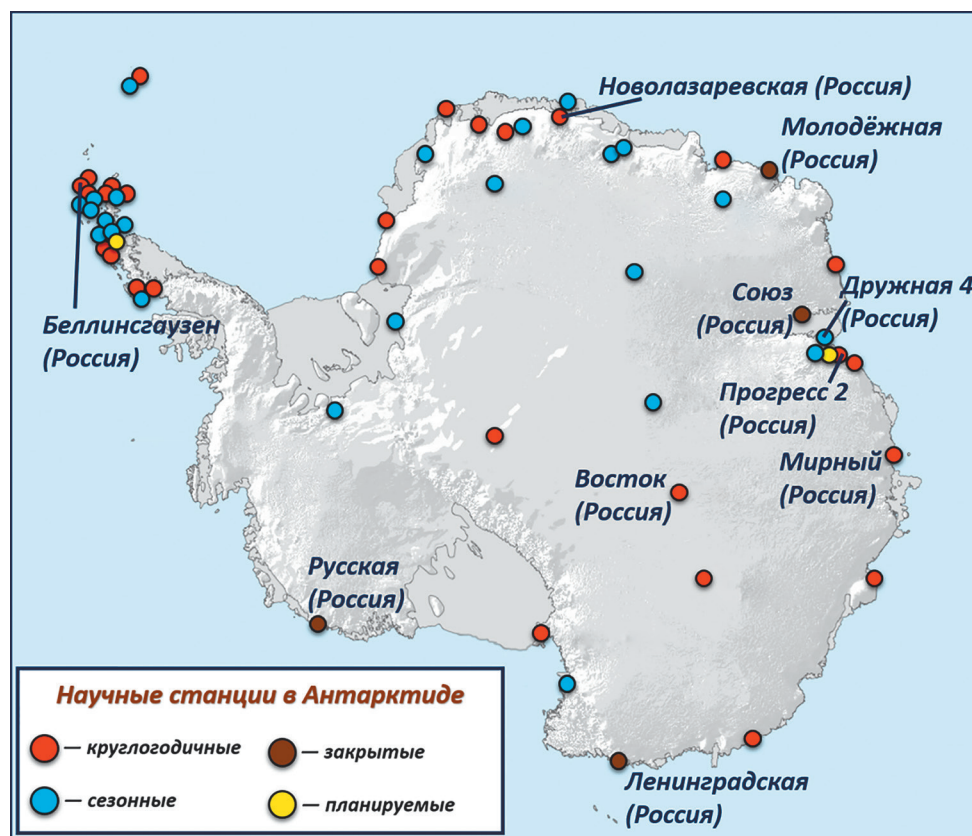 Новолазаревская (Россия)
Молодёжная
(Россия)
Союз
(Россия)
Дружная 4
(Россия)
Беллинсгаузен
(Россия)
Прогресс 2
(Россия)
Восток
(Россия)
Мирный
(Россия)
Русская
(Россия)
Ленинградская
(Россия)
Научные станции в Антарктиде
— круглогодичные
— закрытые
— сезонные
— планируемые